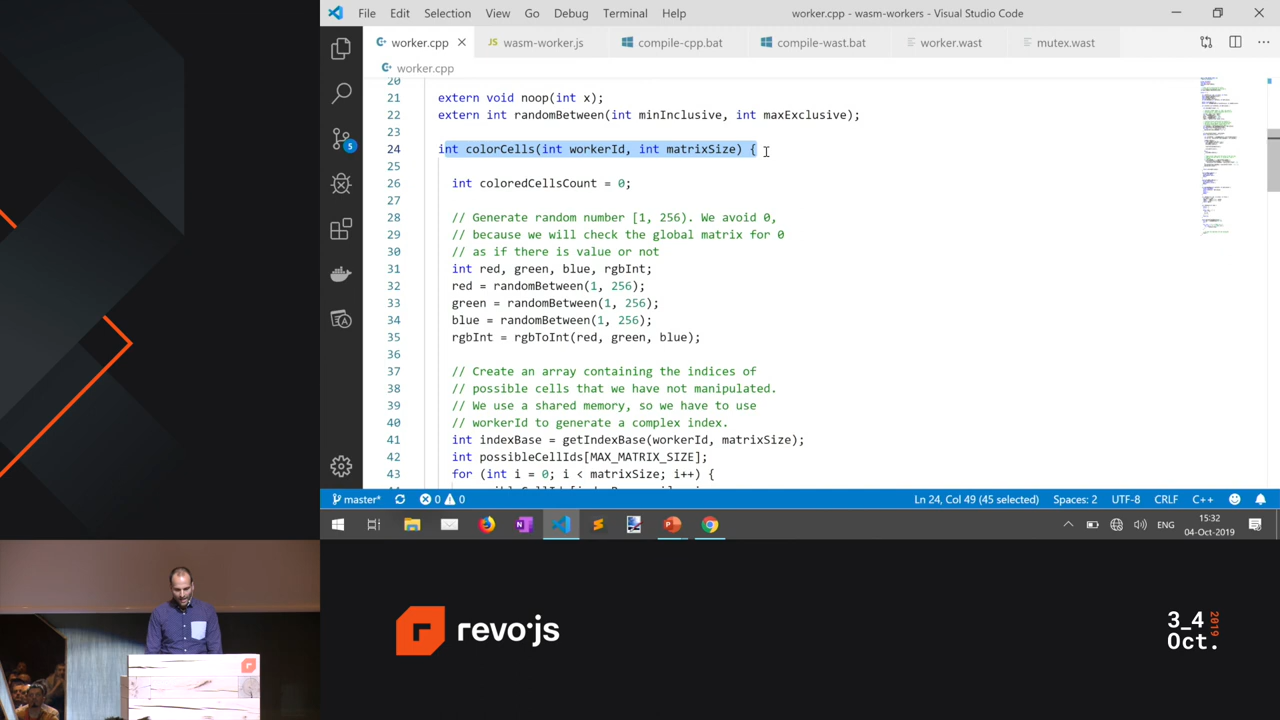 File Edit Selection View Go Debug Terminal Help worker.cpp - wasm-workers - Visual Studio Code
worker.cpp wasm-worker.js compile-cpp.bat compile-wast.bat worker.wast mutex.wast
worker.cpp
20
21 extern void loop(int x);
22 extern int randomBetween(int minInclusive, int maxExclusive);
23
24 int colored(int workerId, int matrixSize) {
25
26 int coloredCellsCount = 0;
27
28 // Generate random number [1, 256). We avoid 0,
29 // because we will check the global matrix for
30 // as if there is value or not
31 int red, green, blue, rgbInt;
32 red = randomBetween(1, 256);
33 green = randomBetween(1, 256);
34 blue = randomBetween(1, 256);
35 rgbInt = rgbToInt(red, green, blue);
36
37 // Create an array containing the indices of
38 // possible cells that we have not manipulated.
39 // We use a shared memory, so we have to use
40 // workerId to generate a complex index.
41 int indexBase = getIndexBase(workerId, matrixSize);
42 int possibleCellIds[MAX_MATRIX_SIZE];
43 for (int i = 0; i < matrixSize; i++) {
5
master* 0 0 Ln 24, Col 49 (45 selected) Spaces: 2 UTF-8 CRLF C++
ENG 15:32
04-Oct-2019
revo.js
3_4
Oct.
2019